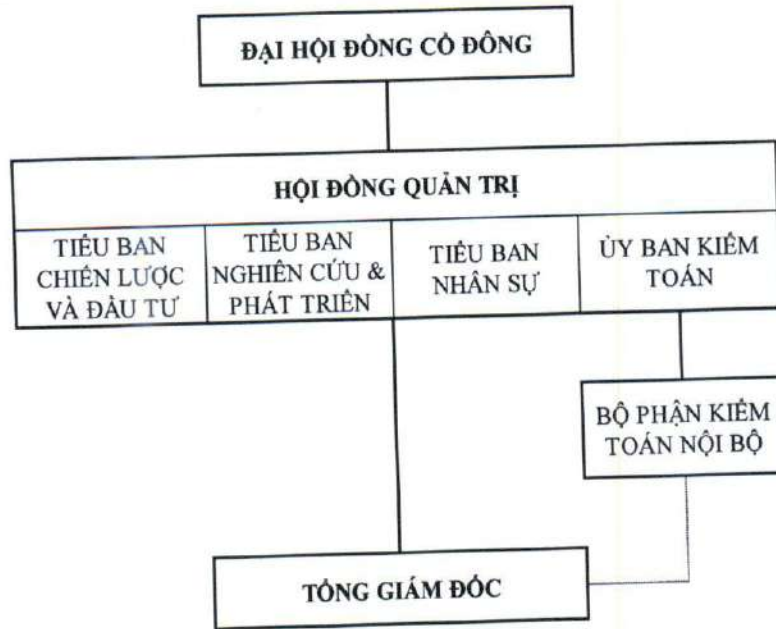 ĐẠI HỘI ĐỒNG CỔ ĐÔNG
HỘI ĐỒNG QUẢN TRỊ
TIỂU BAN
CHIẾN LƯỢC
VÀ ĐẦU TƯ
TIỂU BAN
NGHIÊN CỨU &
PHÁT TRIỂN
TIỂU BAN
NHÂN SỰ
ỦY BAN KIỂM
TOÁN
BỘ PHẬN KIỂM
TOÁN NỘI BỘ
TỔNG GIÁM ĐỐC